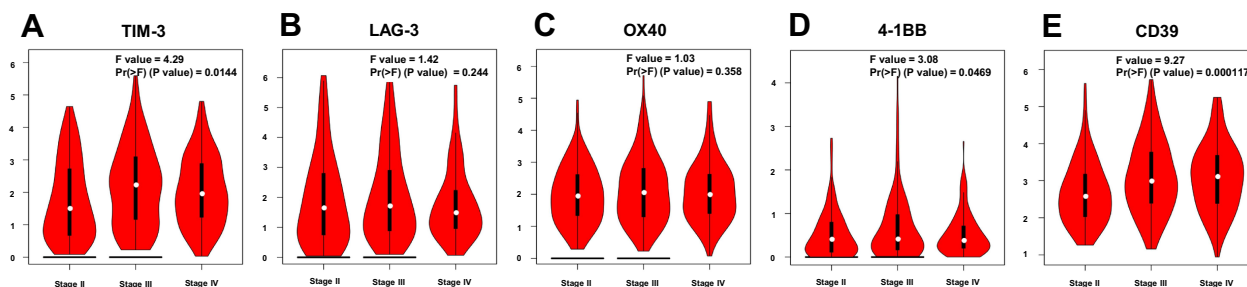 A
TIM-3
F value = 4.29
Pr(>F) (P value) = 0.0144
6
5
4
3
2
1
0
Stage II Stage III Stage IV
B
LAG-3
F value = 1.42
Pr(>F) (P value) = 0.244
6
5
4
3
2
1
0
Stage II Stage III Stage IV
C
OX40
F value = 1.03
Pr(>F) (P value) = 0.358
5
4
3
2
1
0
Stage II Stage III Stage IV
D
4-1BB
F value = 3.08
Pr(>F) (P value) = 0.0469
4
3
2
1
0
Stage II Stage III Stage IV
E
CD39
F value = 9.27
Pr(>F) (P value) = 0.000117
6
5
4
3
2
1
Stage II Stage III Stage IV